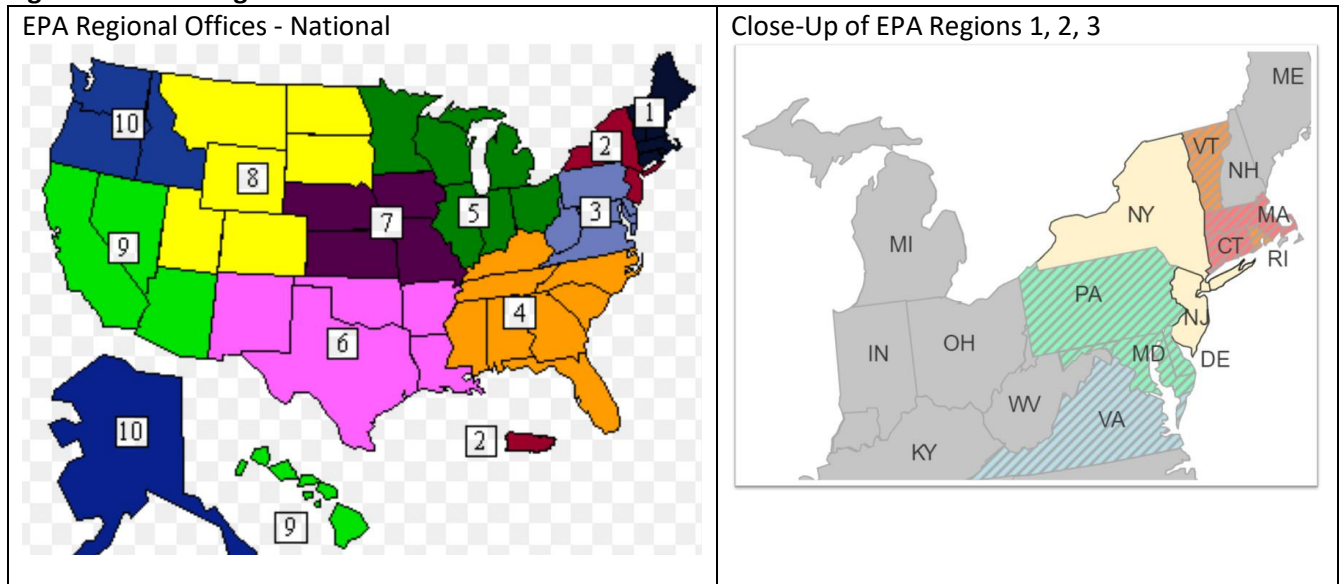 EPA Regional Offices - National
Close-Up of EPA Regions 1, 2, 3
1
2
10
8
3
7
5
9
4
6
10
2
9
ME
VT
NH
NY
MA
CT
RI
MI
PA
NJ
OH
MD
DE
IN
WV
VA
KY